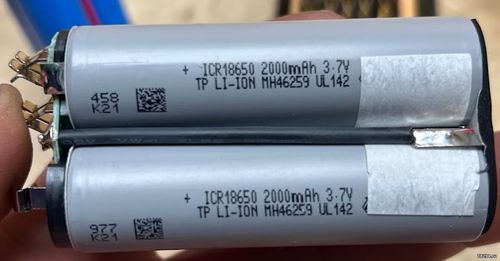 + ICR18650 2000mAh 3.7V
TP LI-ION MH46259 UL142
458
K21
+ ICR18650 2000mAh 3.7V
TP LI-ION MH46259 UL142
977
K21